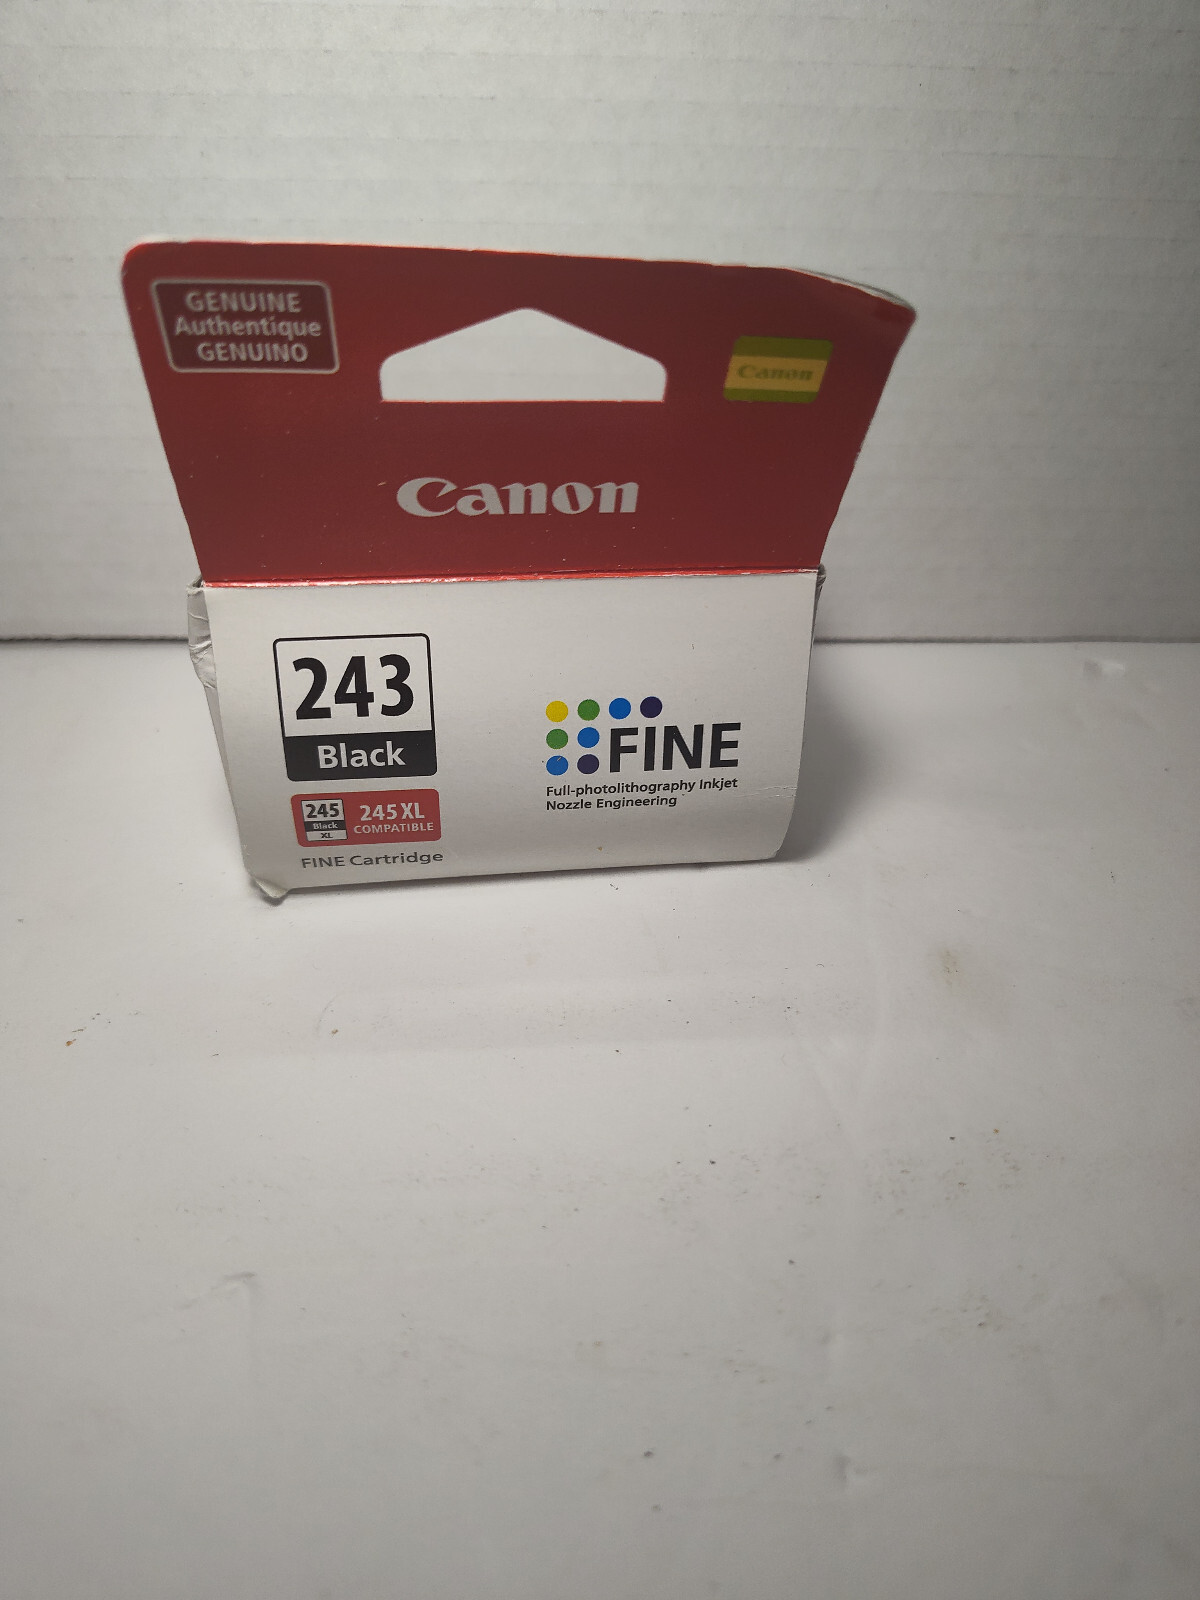 GENUINE
Authentique
GENUINO
Canon
Canon
243
Black
245
Black
XL
245 XL
COMPATIBLE
FINE Cartridge
FINE
Full-photolithography Inkjet
Nozzle Engineering